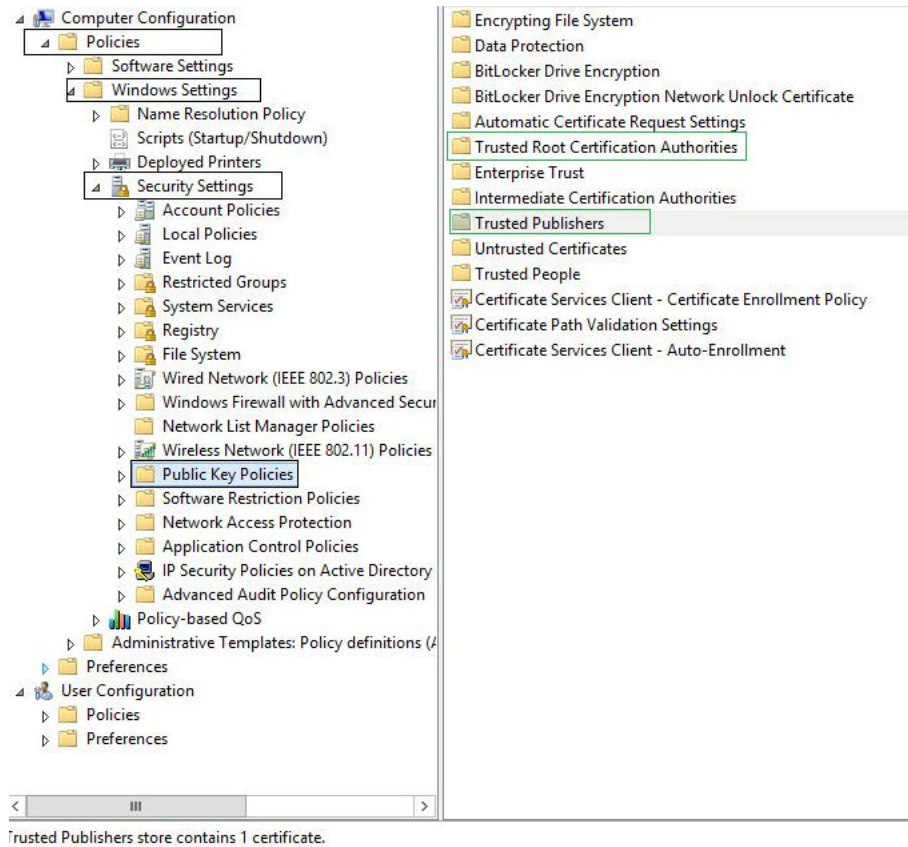 Computer Configuration
Policies
Software Settings
Windows Settings
Name Resolution Policy
Scripts (Startup/Shutdown)
Deployed Printers
Security Settings
Account Policies
Local Policies
Event Log
Restricted Groups
System Services
Registry
File System
Wired Network (IEEE 802.3) Policies
Windows Firewall with Advanced Secur
Network List Manager Policies
Wireless Network (IEEE 802.11) Policies
Public Key Policies
Software Restriction Policies
Network Access Protection
Application Control Policies
IP Security Policies on Active Directory
Advanced Audit Policy Configuration
Policy-based QoS
Administrative Templates: Policy definitions (A
Preferences
User Configuration
Policies
Preferences
Encrypting File System
Data Protection
BitLocker Drive Encryption
BitLocker Drive Encryption Network Unlock Certificate
Automatic Certificate Request Settings
Trusted Root Certification Authorities
Enterprise Trust
Intermediate Certification Authorities
Trusted Publishers
Untrusted Certificates
Trusted People
Certificate Services Client - Certificate Enrollment Policy
Certificate Path Validation Settings
Certificate Services Client - Auto-Enrollment
Trusted Publishers store contains 1 certificate.